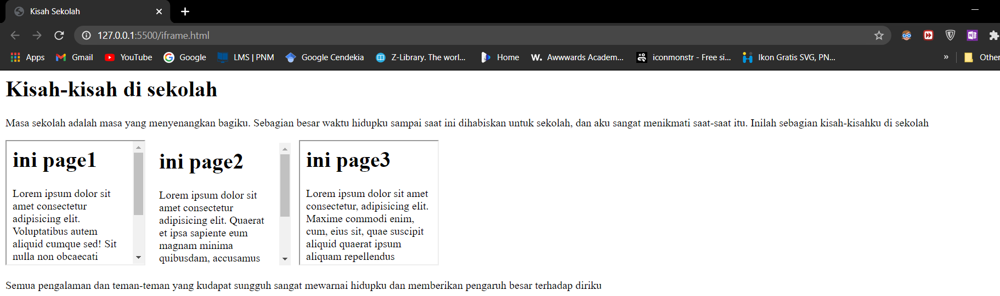 Kisah Sekolah
127.0.0.1:5500/iframe.html
Apps Gmail YouTube Google LMS | PNM Google Cendekia Z-Library. The worl... Home W. Awwwards Academ... iconmonstr - Free si... Ikon Gratis SVG, PN... » Other
Kisah-kisah di sekolah
Masa sekolah adalah masa yang menyenangkan bagiku. Sebagian besar waktu hidupku sampai saat ini dihabiskan untuk sekolah, dan aku sangat menikmati saat-saat itu. Inilah sebagian kisah-kisahku di sekolah
ini page1
Lorem ipsum dolor sit
amet consectetur
adipisicing elit.
Voluptatibus autem
aliquid cumque sed! Sit
nulla non obcaecati
ini page2
Lorem ipsum dolor sit
amet consectetur
adipisicing elit. Quaerat
et ipsa sapiente eum
magnam minima
quibusdam, accusamus
ini page3
Lorem ipsum dolor sit amet
consectetur, adipisicing elit.
Maxime commodi enim,
cum, eius sit, quae suscipit
aliquid quaerat ipsum
aliquam repellendus
Semua pengalaman dan teman-teman yang kudapat sungguh sangat mewarnai hidupku dan memberikan pengaruh besar terhadap diriku